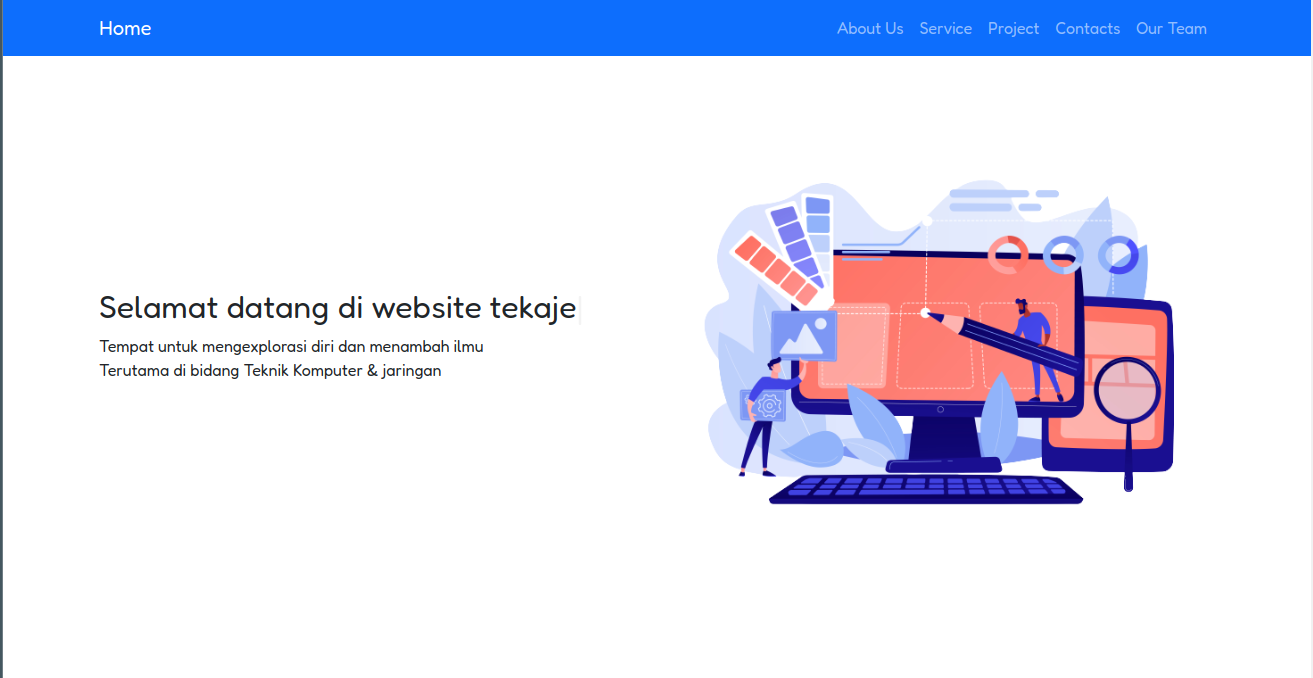 Home
About Us Service Project Contacts Our Team
Selamat datang di website tekaje
Tempat untuk mengexplorasi diri dan menambah ilmu
Terutama di bidang Teknik Komputer & jaringan